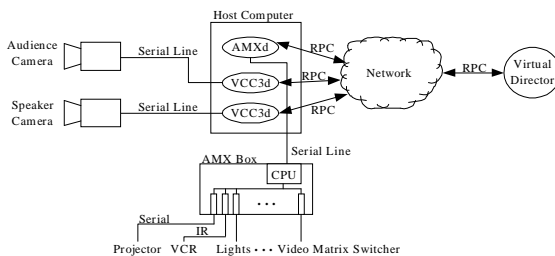 Host Computer
Audience
Camera
Serial Line
AMXd
RPC
VCC3d
RPC
Network
RPC
Virtual
Director
Speaker
Camera
Serial Line
VCC3d
RPC
Serial Line
AMX Box
CPU
• • •
Serial
IR
Projector VCR Lights • • • Video Matrix Switcher